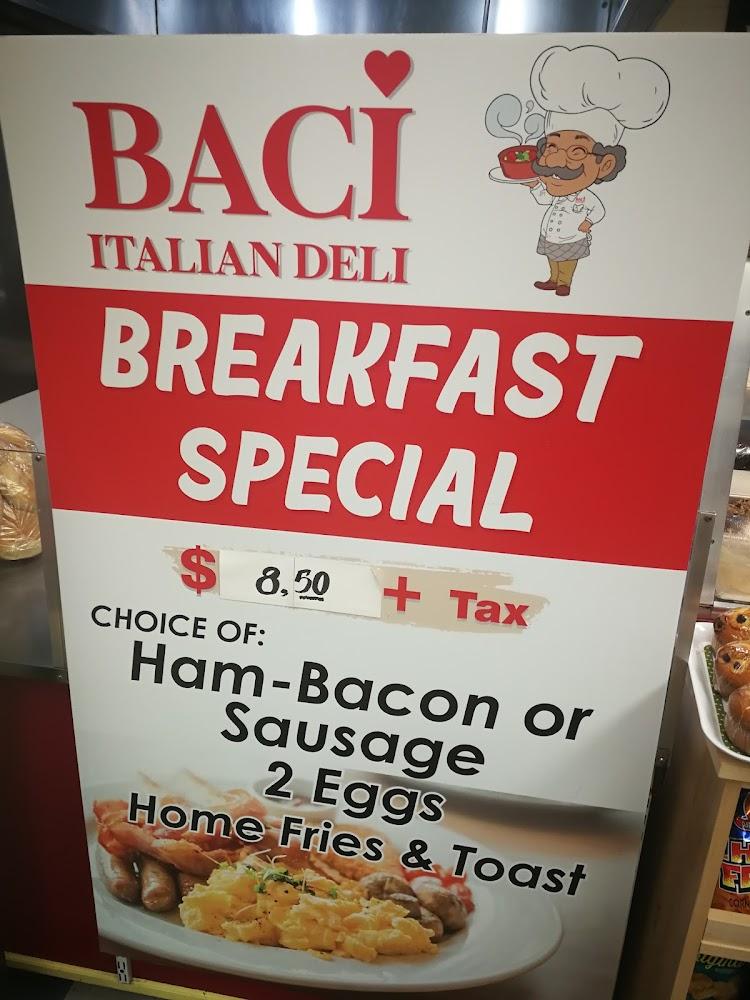 BACI
ITALIAN DELI
BREAKFAST
SPECIAL
$ 8,50 + Tax
CHOICE OF:
Ham-Bacon or
Sausage
2 Eggs
Home Fries & Toast